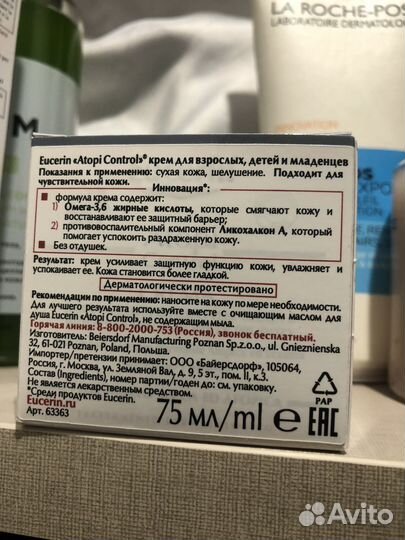 LA ROCHE-POS
LABORATOIRE DERMATOLO
M
Eucerin «Atopi Control»® крем для взрослых, детей и младенцев
Показания к применению: сухая кожа, шелушение. Подходит для
чувствительной кожи.
Инновация*:
формула крема содержит:
1) Омега-3,6 жирные кислоты, которые смягчают кожу и
восстанавливают ее защитный барьер;
2) противовоспалительный компонент Ликохалкон А, который
помогает успокоить раздраженную кожу.
Без отдушек.
Результат: крем усиливает защитную функцию кожи, увлажняет и
успокаивает ее. Кожа становится более гладкой.
Дерматологически протестировано
Рекомендации по применению: наносите на кожу по мере необходимости.
Для лучшего результата используйте вместе с очищающим маслом для
душа Eucerin «Atopi Control», не содержащим мыла.
Горячая линия: 8-800-2000-753 (Россия), звонок бесплатный.
Изготовитель: Beiersdorf Manufacturing Poznan Sp.z.o.o., ul. Gnieznienska
32, 61-021 Poznan, Poland, Польша.
Импортер/претензии принимает: ООО «Байерсдорф», 105064,
Россия, г. Москва, ул. Земляной Вал, д. 9, 5 эт., пом. II, к.3.
Состав (Ingredients), номер партии/годен до: см. упаковку.
Не является лекарственным средством.
*Среди продуктов Eucerin.
Eucerin.ru
Арт. 63363
75 мл/ml e EAC
PAP
Avito